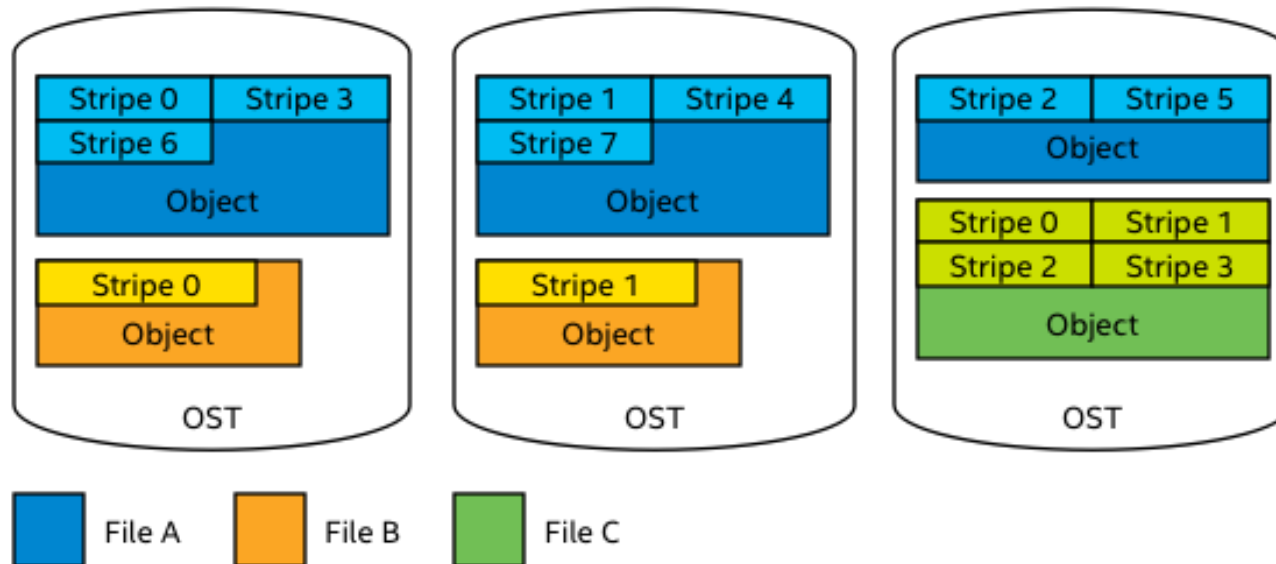 Stripe 0 Stripe 3
Stripe 6
Object
Stripe 0
Object
OST
Stripe 1 Stripe 4
Stripe 7
Object
Stripe 1
Object
OST
Stripe 2 Stripe 5
Object
Stripe 0 Stripe 1
Stripe 2 Stripe 3
Object
OST
File A File B File C